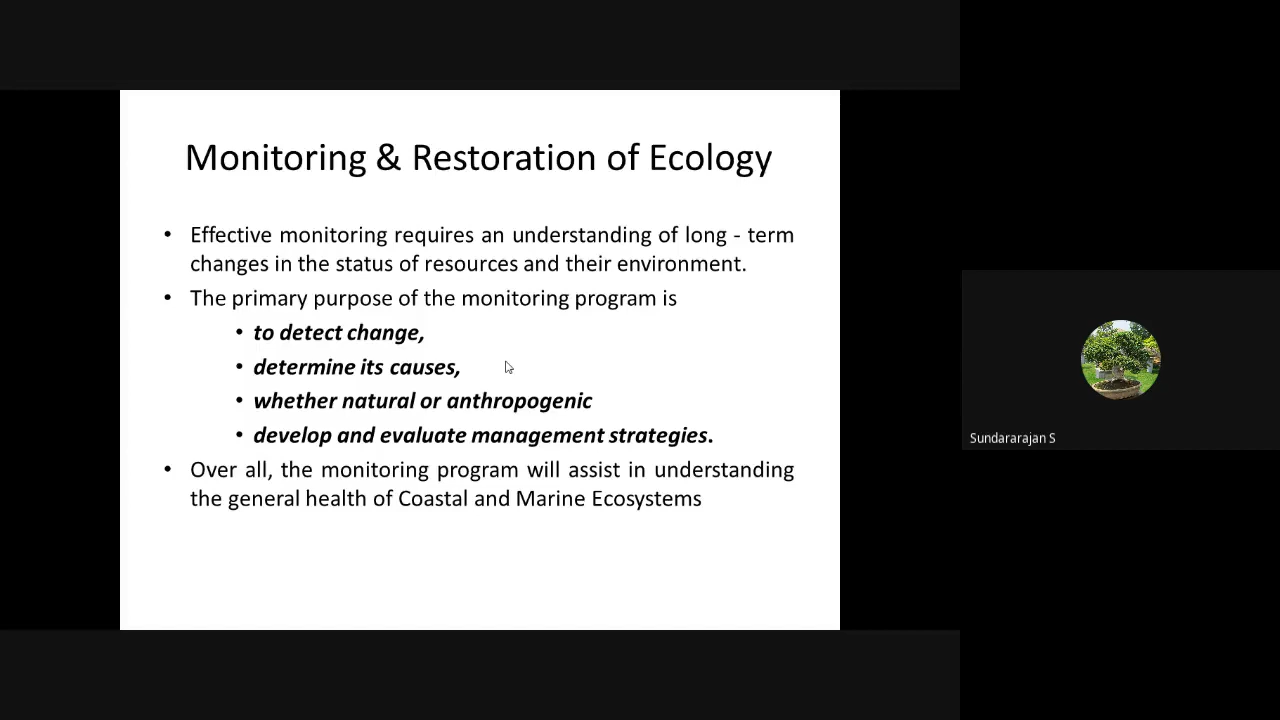 Monitoring & Restoration of Ecology
• Effective monitoring requires an understanding of long - term
changes in the status of resources and their environment.
• The primary purpose of the monitoring program is
• to detect change,
• determine its causes,
• whether natural or anthropogenic
• develop and evaluate management strategies.
• Over all, the monitoring program will assist in understanding
the general health of Coastal and Marine Ecosystems
Sundararajan S